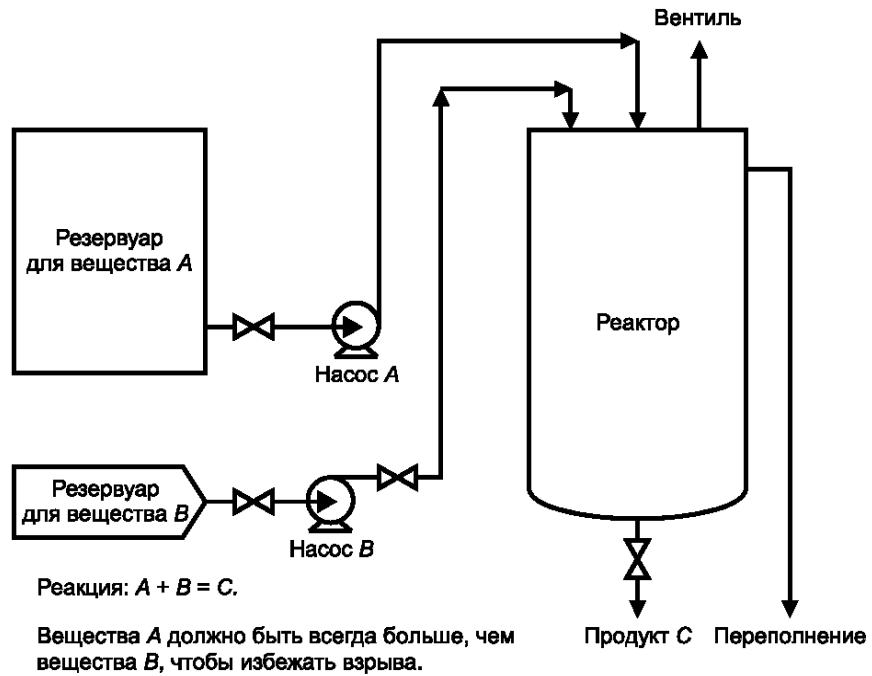 Вентиль
Резервуар
для вещества A
Реактор
Насос A
Резервуар
для вещества B
Насос B
Реакция: A + B = C.
Вещества A должно быть всегда больше, чем
вещества B, чтобы избежать взрыва.
Продукт C
Переполнение